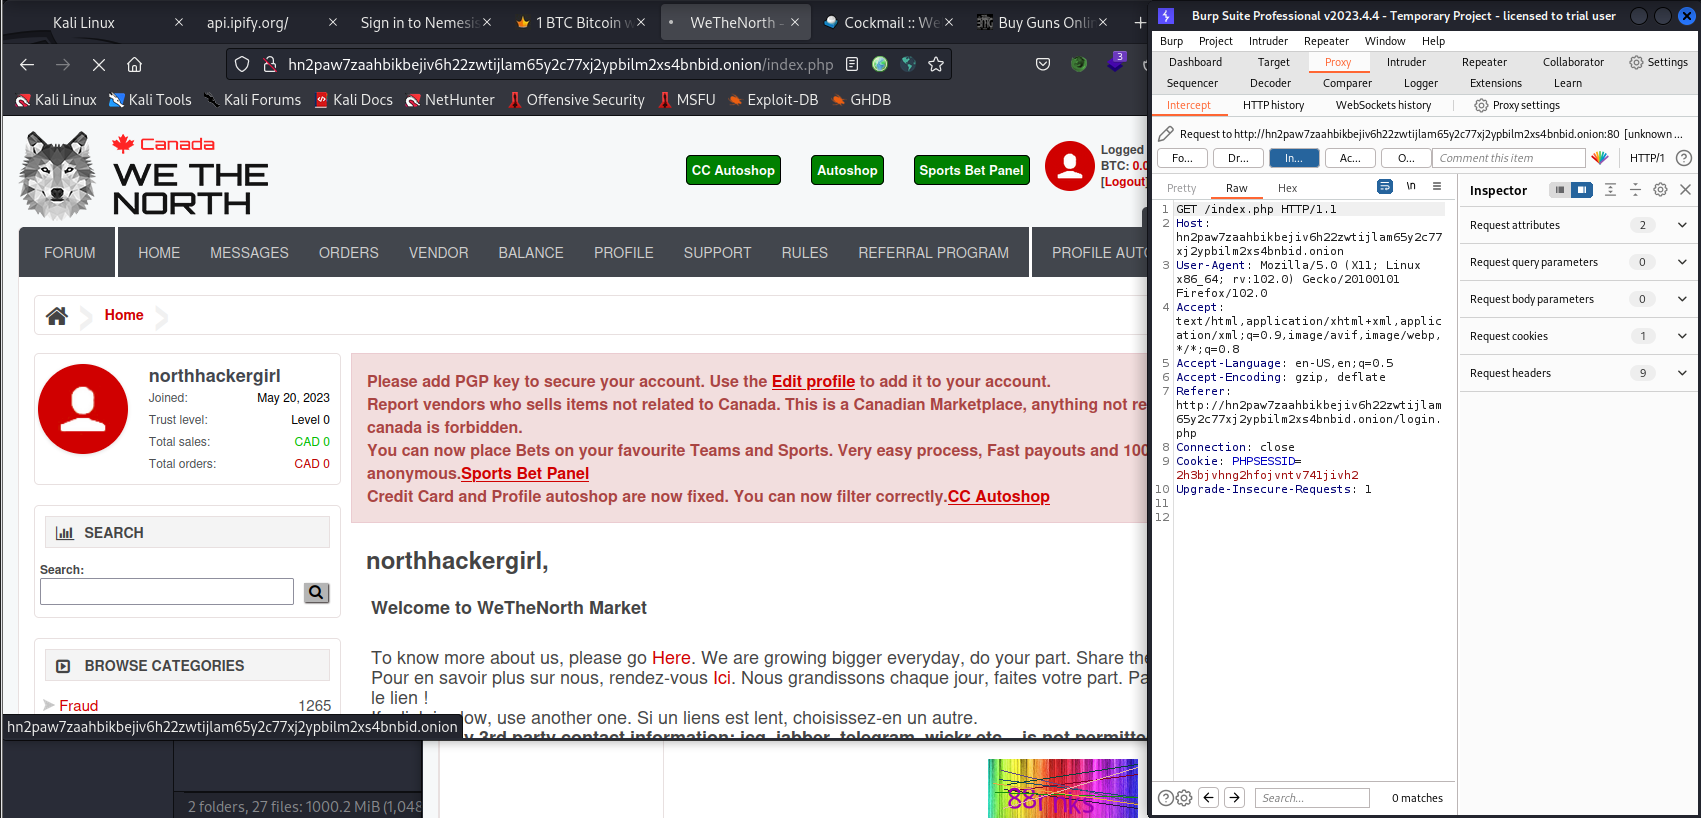 Kali Linux
api.ipify.org/
Sign in to Nemesis
1 BTC Bitcoin w
WeTheNorth -
Cockmail :: We
Buy Guns Onlin
hn2paw7zaahbikbejiv6h22zwtijlam65y2c77xj2ypbilm2xs4bnbid.onion/index.php
3
Kali Linux
Kali Tools
Kali Forums
Kali Docs
NetHunter
Offensive Security
MSFU
Exploit-DB
GHDB
Canada
WE THE
NORTH
CC Autoshop
Autoshop
Sports Bet Panel
Logged
BTC: 0.0
[Logout]
FORUM
HOME
MESSAGES
ORDERS
VENDOR
BALANCE
PROFILE
SUPPORT
RULES
REFERRAL PROGRAM
PROFILE AUTO
Home
northhackergirl
Joined: May 20, 2023
Trust level: Level 0
Total sales: CAD 0
Total orders: CAD 0
SEARCH
Search:
BROWSE CATEGORIES
Fraud 1265
Please add PGP key to secure your account. Use the Edit profile to add it to your account.
Report vendors who sells items not related to Canada. This is a Canadian Marketplace, anything not re
canada is forbidden.
You can now place Bets on your favourite Teams and Sports. Very easy process, Fast payouts and 100
anonymous.Sports Bet Panel
Credit Card and Profile autoshop are now fixed. You can now filter correctly.CC Autoshop
northhackergirl,
Welcome to WeTheNorth Market
To know more about us, please go Here. We are growing bigger everyday, do your part. Share the
Pour en savoir plus sur nous, rendez-vous Ici. Nous grandissons chaque jour, faites votre part. Pa
le lien !
low, use another one. Si un liens est lent, choisissez-en un autre.
y 3rd party contact information: icq, jabber, telegram, wickr etc... is not permitte
hn2paw7zaahbikbejiv6h22zwtijlam65y2c77xj2ypbilm2xs4bnbid.onion
2 folders, 27 files: 1000.2 MiB (1,048
Burp Suite Professional v2023.4.4 - Temporary Project - licensed to trial user
Burp Project Intruder Repeater Window Help
Dashboard Target Proxy Intruder Repeater Collaborator Settings
Sequencer Decoder Comparer Logger Extensions Learn
Intercept HTTP history WebSockets history Proxy settings
Request to http://hn2paw7zaahbikbejiv6h22zwtijlam65y2c77xj2ypbilm2xs4bnbid.onion:80 [unknown ...
Fo... Dr... In... Ac... O... Comment this item HTTP/1
Pretty Raw Hex \n
1 GET /index.php HTTP/1.1
2 Host:
hn2paw7zaahbikbejiv6h22zwtijlam65y2c77
xj2ypbilm2xs4bnbid.onion
3 User-Agent: Mozilla/5.0 (X11; Linux
x86_64; rv:102.0) Gecko/20100101
Firefox/102.0
4 Accept:
text/html,application/xhtml+xml,applic
ation/xml;q=0.9,image/avif,image/webp,
*/*;q=0.8
5 Accept-Language: en-US,en;q=0.5
6 Accept-Encoding: gzip, deflate
7 Referer:
http://hn2paw7zaahbikbejiv6h22zwtijlam
65y2c77xj2ypbilm2xs4bnbid.onion/login.
php
8 Connection: close
9 Cookie: PHPSESSID=
2h3bjvhng2hfojvntv741jivh2
10 Upgrade-Insecure-Requests: 1
11
12
Inspector
Request attributes 2
Request query parameters 0
Request body parameters 0
Request cookies 1
Request headers 9
Search...
0 matches